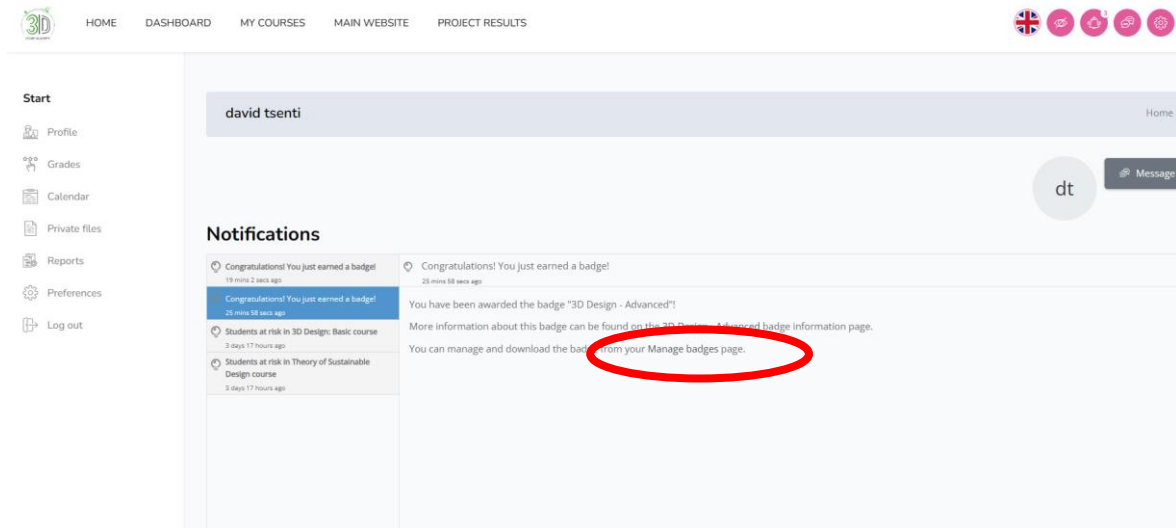 3D
HOME DASHBOARD MY COURSES MAIN WEBSITE PROJECT RESULTS
3
Start
Profile
Grades
Calendar
Private files
Reports
Preferences
Log out
david tsenti
Home
dt
Message
Notifications
Congratulations! You just earned a badge!
19 mins 2 secs ago
Congratulations! You just earned a badge!
25 mins 58 secs ago
Students at risk in 3D Design: Basic course
3 days 17 hours ago
Students at risk in Theory of Sustainable
Design course
3 days 17 hours ago
Congratulations! You just earned a badge!
25 mins 58 secs ago
You have been awarded the badge "3D Design - Advanced"!
More information about this badge can be found on the 3D Design - Advanced badge information page.
You can manage and download the badge from your Manage badges page.